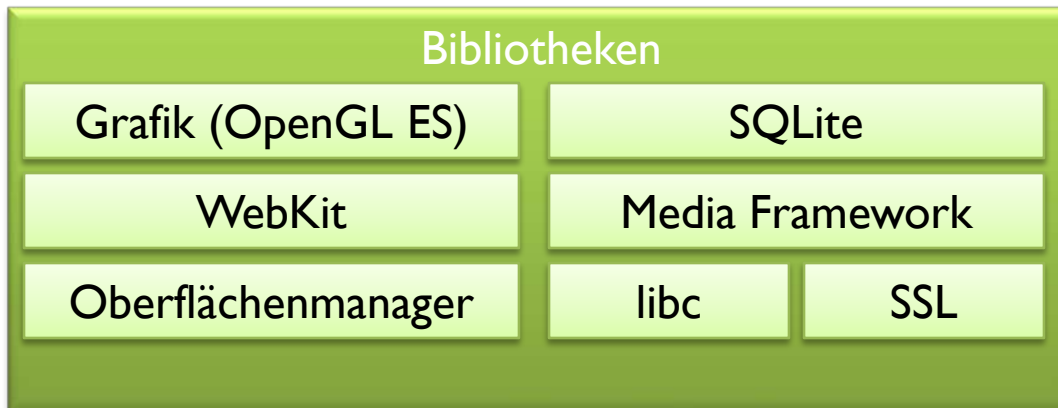 Bibliotheken
Grafik (OpenGL ES)
SQLite
WebKit
Media Framework
Oberflächenmanager
libc
SSL